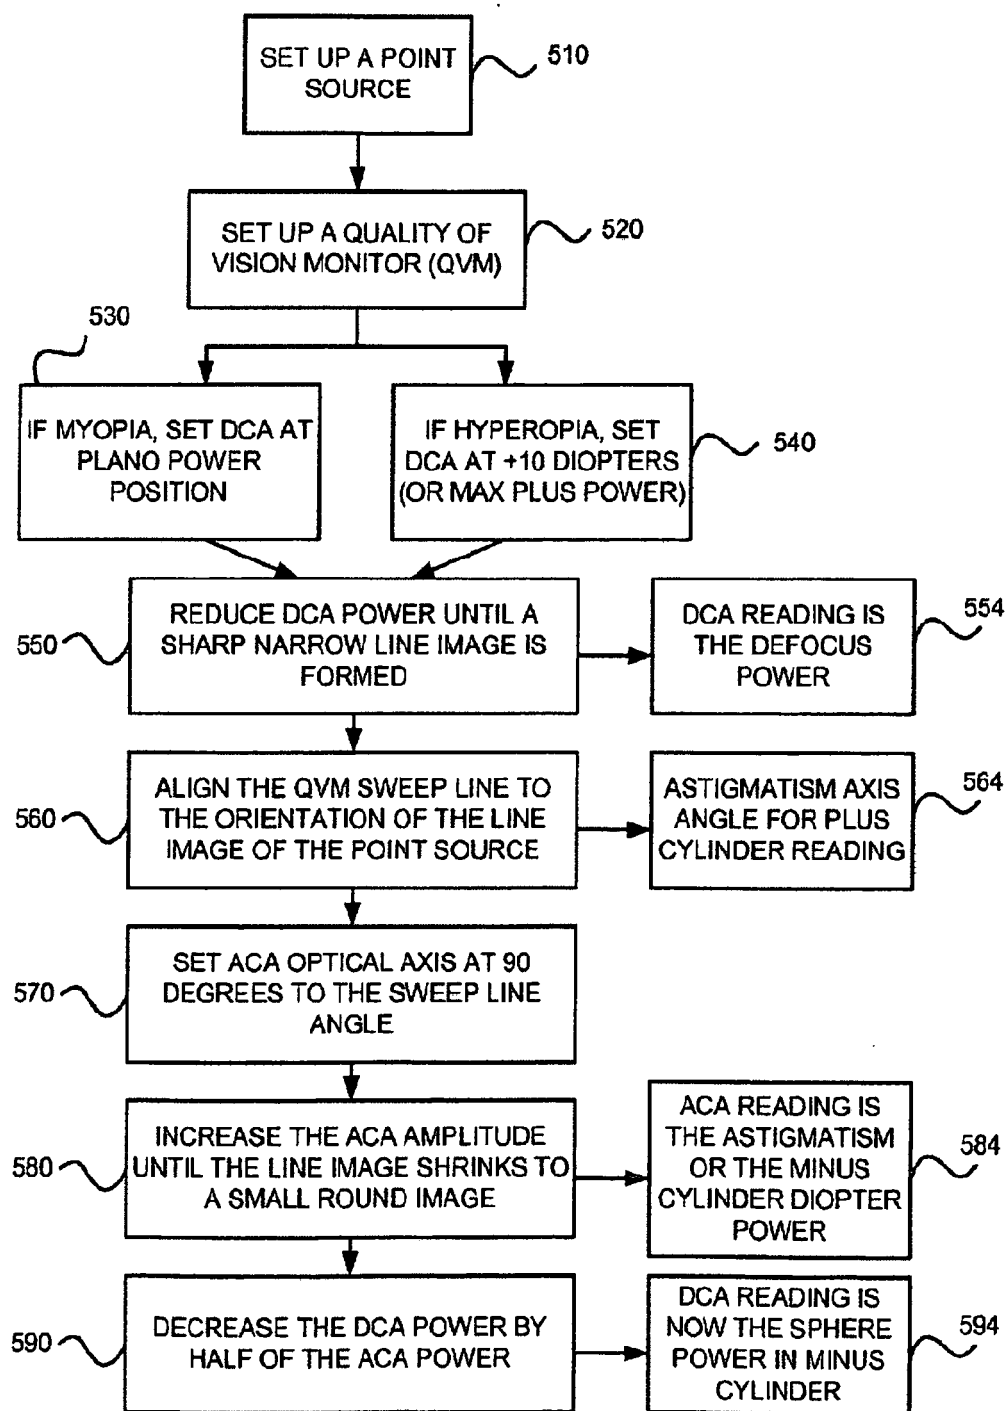 SET UP A POINT
SOURCE
510
SET UP A QUALITY OF
VISION MONITOR (QVM)
520
530
IF MYOPIA, SET DCA AT
PLANO POWER
POSITION
IF HYPEROPIA, SET
DCA AT +10 DIOPTERS
(OR MAX PLUS POWER)
540
550
REDUCE DCA POWER UNTIL A
SHARP NARROW LINE IMAGE IS
FORMED
DCA READING IS
THE DEFOCUS
POWER
554
560
ALIGN THE QVM SWEEP LINE TO
THE ORIENTATION OF THE LINE
IMAGE OF THE POINT SOURCE
ASTIGMATISM AXIS
ANGLE FOR PLUS
CYLINDER READING
564
570
SET ACA OPTICAL AXIS AT 90
DEGREES TO THE SWEEP LINE
ANGLE
580
INCREASE THE ACA AMPLITUDE
UNTIL THE LINE IMAGE SHRINKS TO
A SMALL ROUND IMAGE
ACA READING IS
THE ASTIGMATISM
OR THE MINUS
CYLINDER DIOPTER
POWER
584
590
DECREASE THE DCA POWER BY
HALF OF THE ACA POWER
DCA READING IS
NOW THE SPHERE
POWER IN MINUS
CYLINDER
594